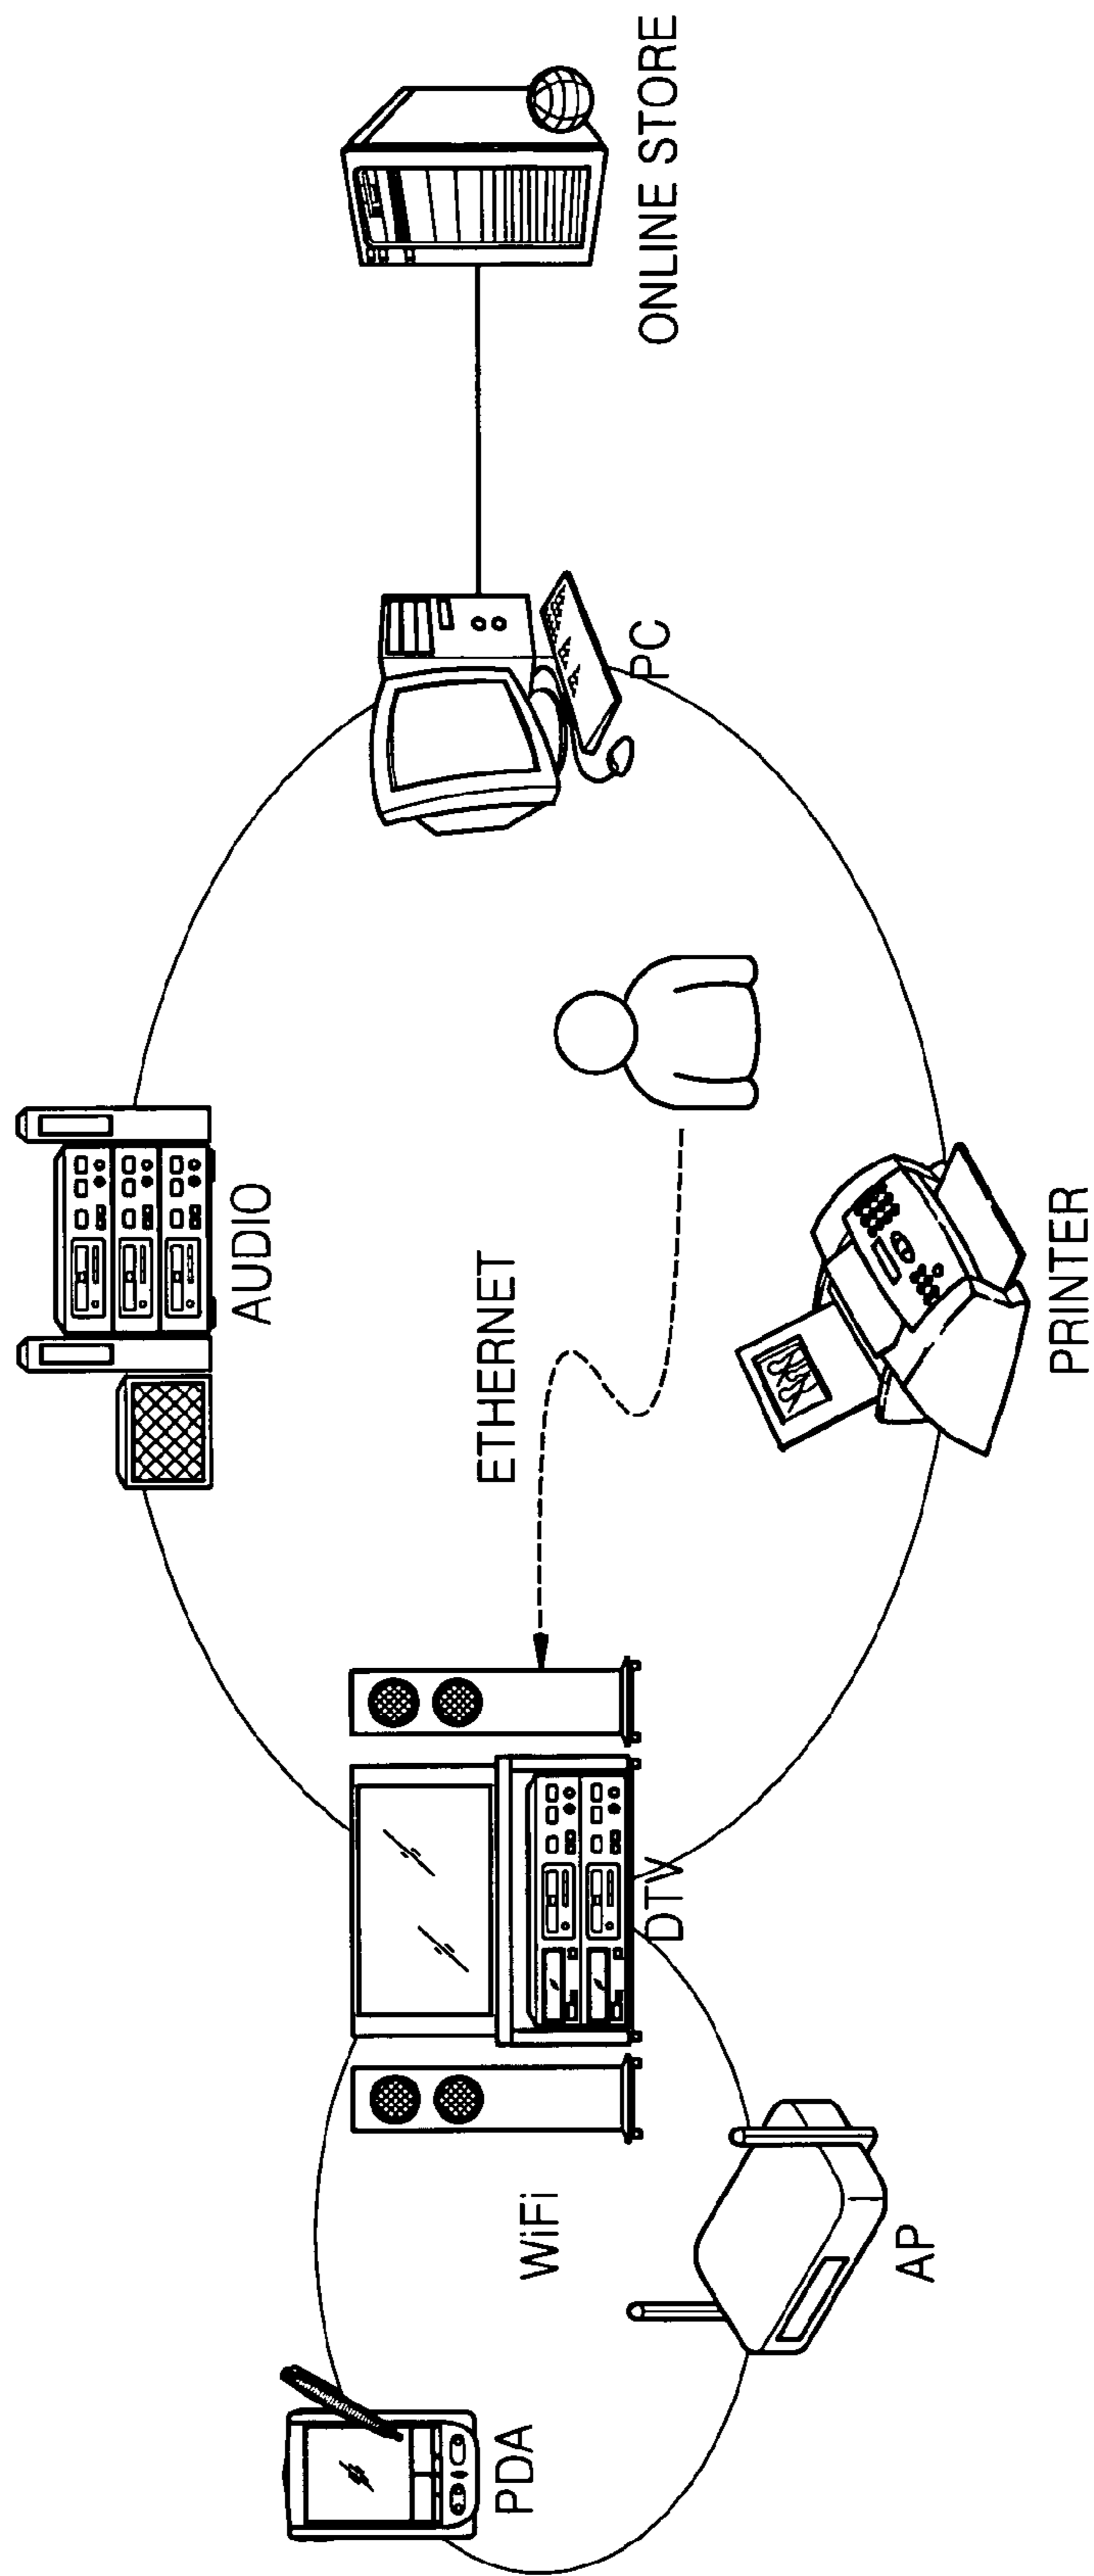 AUDIO
ONLINE STORE
PDA
WiFi
ETHERNET
DTV
PC
AP
PRINTER